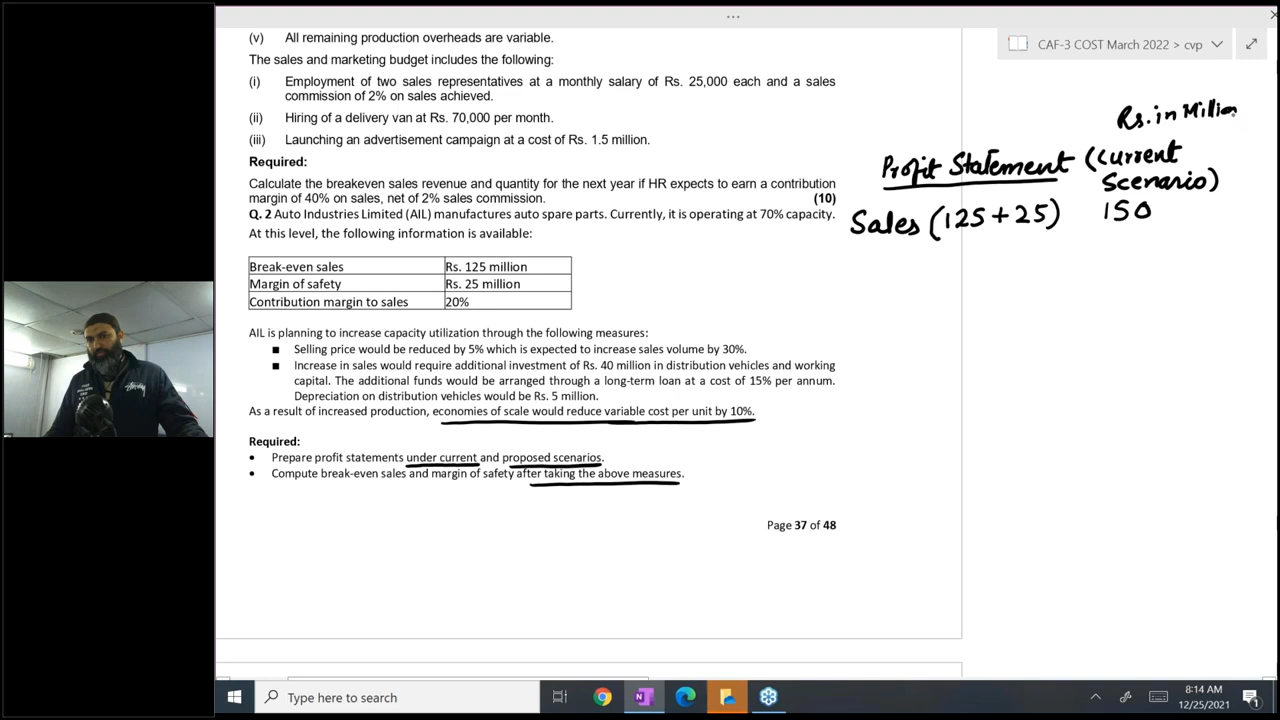 ...
(v) All remaining production overheads are variable.
The sales and marketing budget includes the following:
(i) Employment of two sales representatives at a monthly salary of Rs. 25,000 each and a sales
commission of 2% on sales achieved.
(ii) Hiring of a delivery van at Rs. 70,000 per month.
(iii) Launching an advertisement campaign at a cost of Rs. 1.5 million.
Required:
Calculate the breakeven sales revenue and quantity for the next year if HR expects to earn a contribution
margin of 40% on sales, net of 2% sales commission. (10)
Q. 2 Auto Industries Limited (AIL) manufactures auto spare parts. Currently, it is operating at 70% capacity.
At this level, the following information is available:
Break-even sales Rs. 125 million
Margin of safety Rs. 25 million
Contribution margin to sales 20%
AIL is planning to increase capacity utilization through the following measures:
■ Selling price would be reduced by 5% which is expected to increase sales volume by 30%.
■ Increase in sales would require additional investment of Rs. 40 million in distribution vehicles and working
capital. The additional funds would be arranged through a long-term loan at a cost of 15% per annum.
Depreciation on distribution vehicles would be Rs. 5 million.
As a result of increased production, economies of scale would reduce variable cost per unit by 10%.
Required:
• Prepare profit statements under current and proposed scenarios.
• Compute break-even sales and margin of safety after taking the above measures.
Page 37 of 48
CAF-3 COST March 2022 > cvp
Rs. in Million
Profit Statement (Current
Scenario)
Sales (125+25) 150
Stussy
Type here to search
8:14 AM
12/25/2021
1